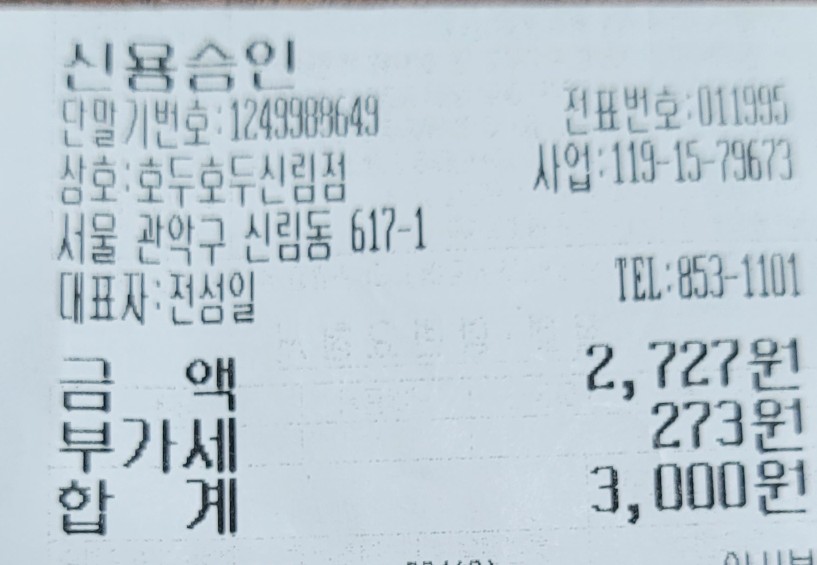 신용승인
단말기번호:1249989649 전표번호:011995
상호:호두호두신림점 사업:119-15-79673
서울 관악구 신림동 617-1
대표자:전섬일 TEL:853-1101
금 액 2,727원
부가세 273원
합 계 3,000원